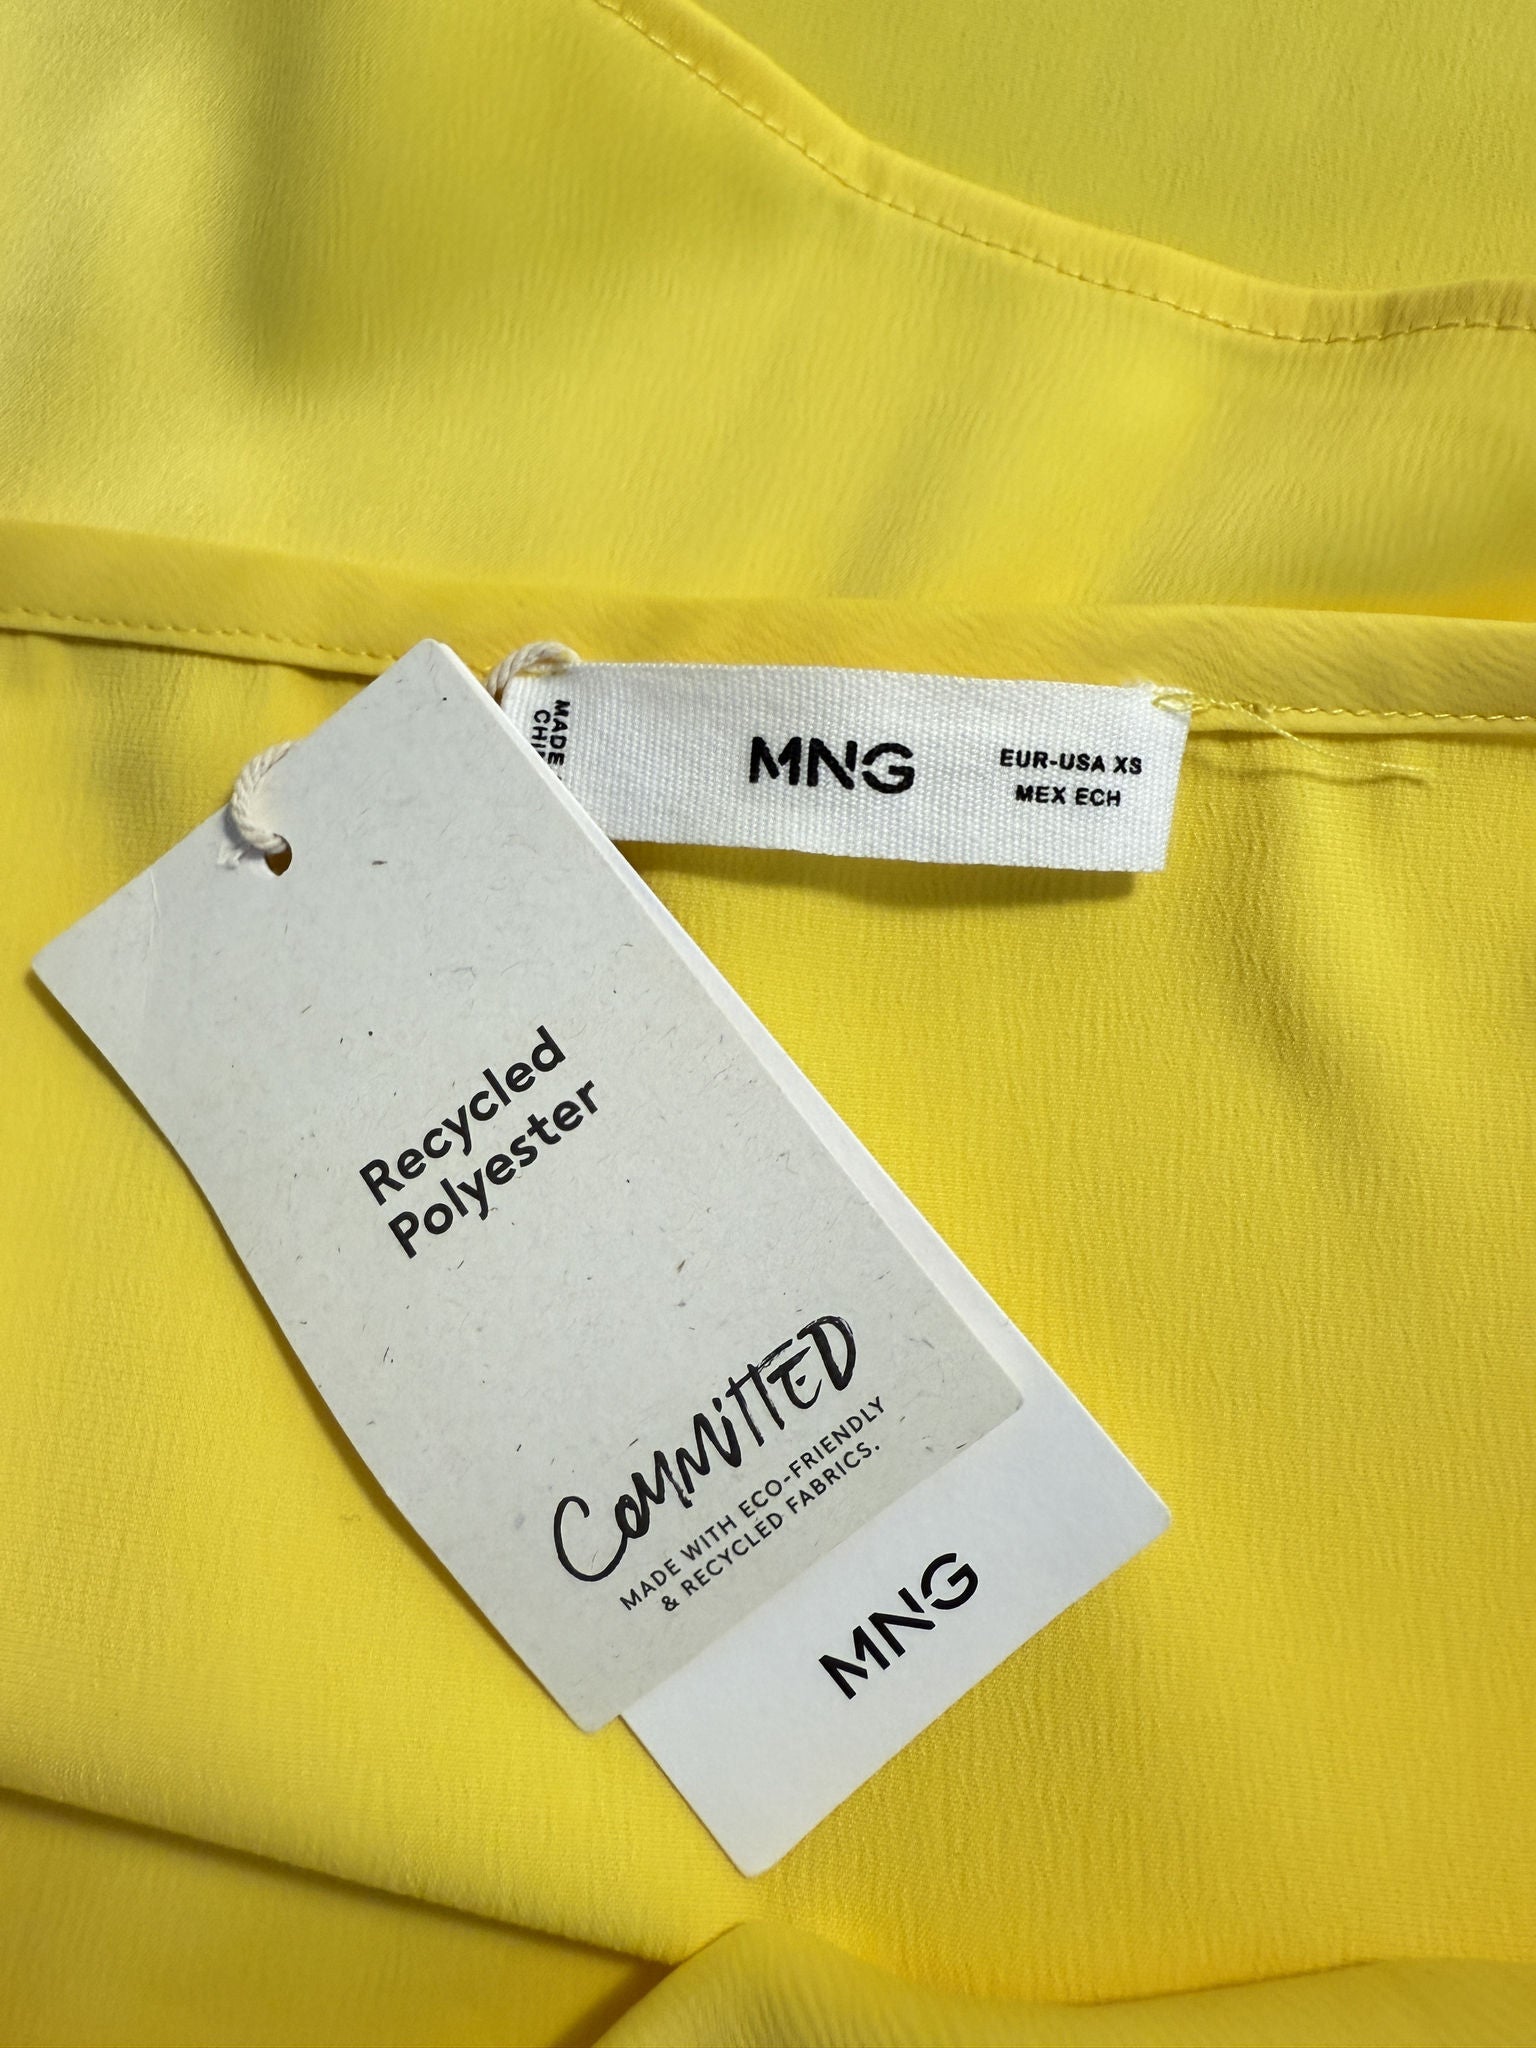 MADE
MNG
EUR-USA XS
MEX ECH
Recycled
Polyester
COMMITTED
MADE WITH ECO-FRIENDLY
& RECYCLED FABRICS.
MNG